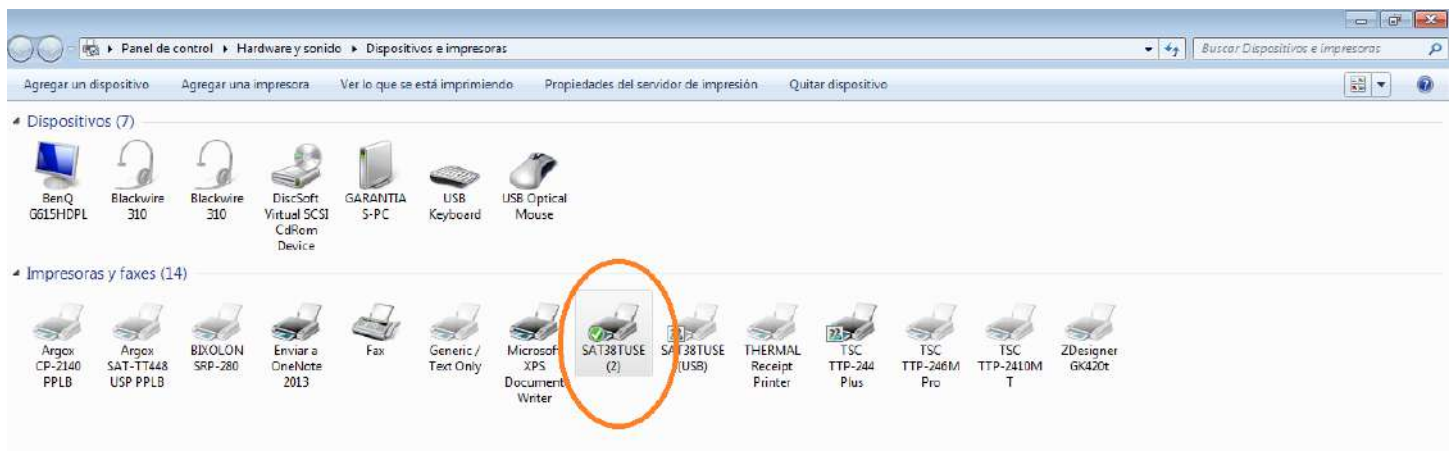 Panel de control ▸ Hardware y sonido ▸ Dispositivos e impresoras
Buscar Dispositivos e impresoras
Agregar un dispositivo Agregar una impresora Ver lo que se está imprimiendo Propiedades del servidor de impresión Quitar dispositivo
Dispositivos (7)
BenQ G615HDPL
Blackwire 310
Blackwire 310
DiscSoft Virtual SCSI CdRom Device
GARANTIAS-PC
USB Keyboard
USB Optical Mouse
Impresoras y faxes (14)
Argox CP-2140 PPLB
Argox SAT-TT448 USP PPLB
BIXOLON SRP-280
Enviar a OneNote 2013
Fax
Generic / Text Only
Microsoft XPS Document Writer
SAT38TUSE (2)
SAT38TUSE (USB)
THERMAL Receipt Printer
TSC TTP-244 Plus
TSC TTP-246M Pro
TSC TTP-2410MT
ZDesigner GK420t